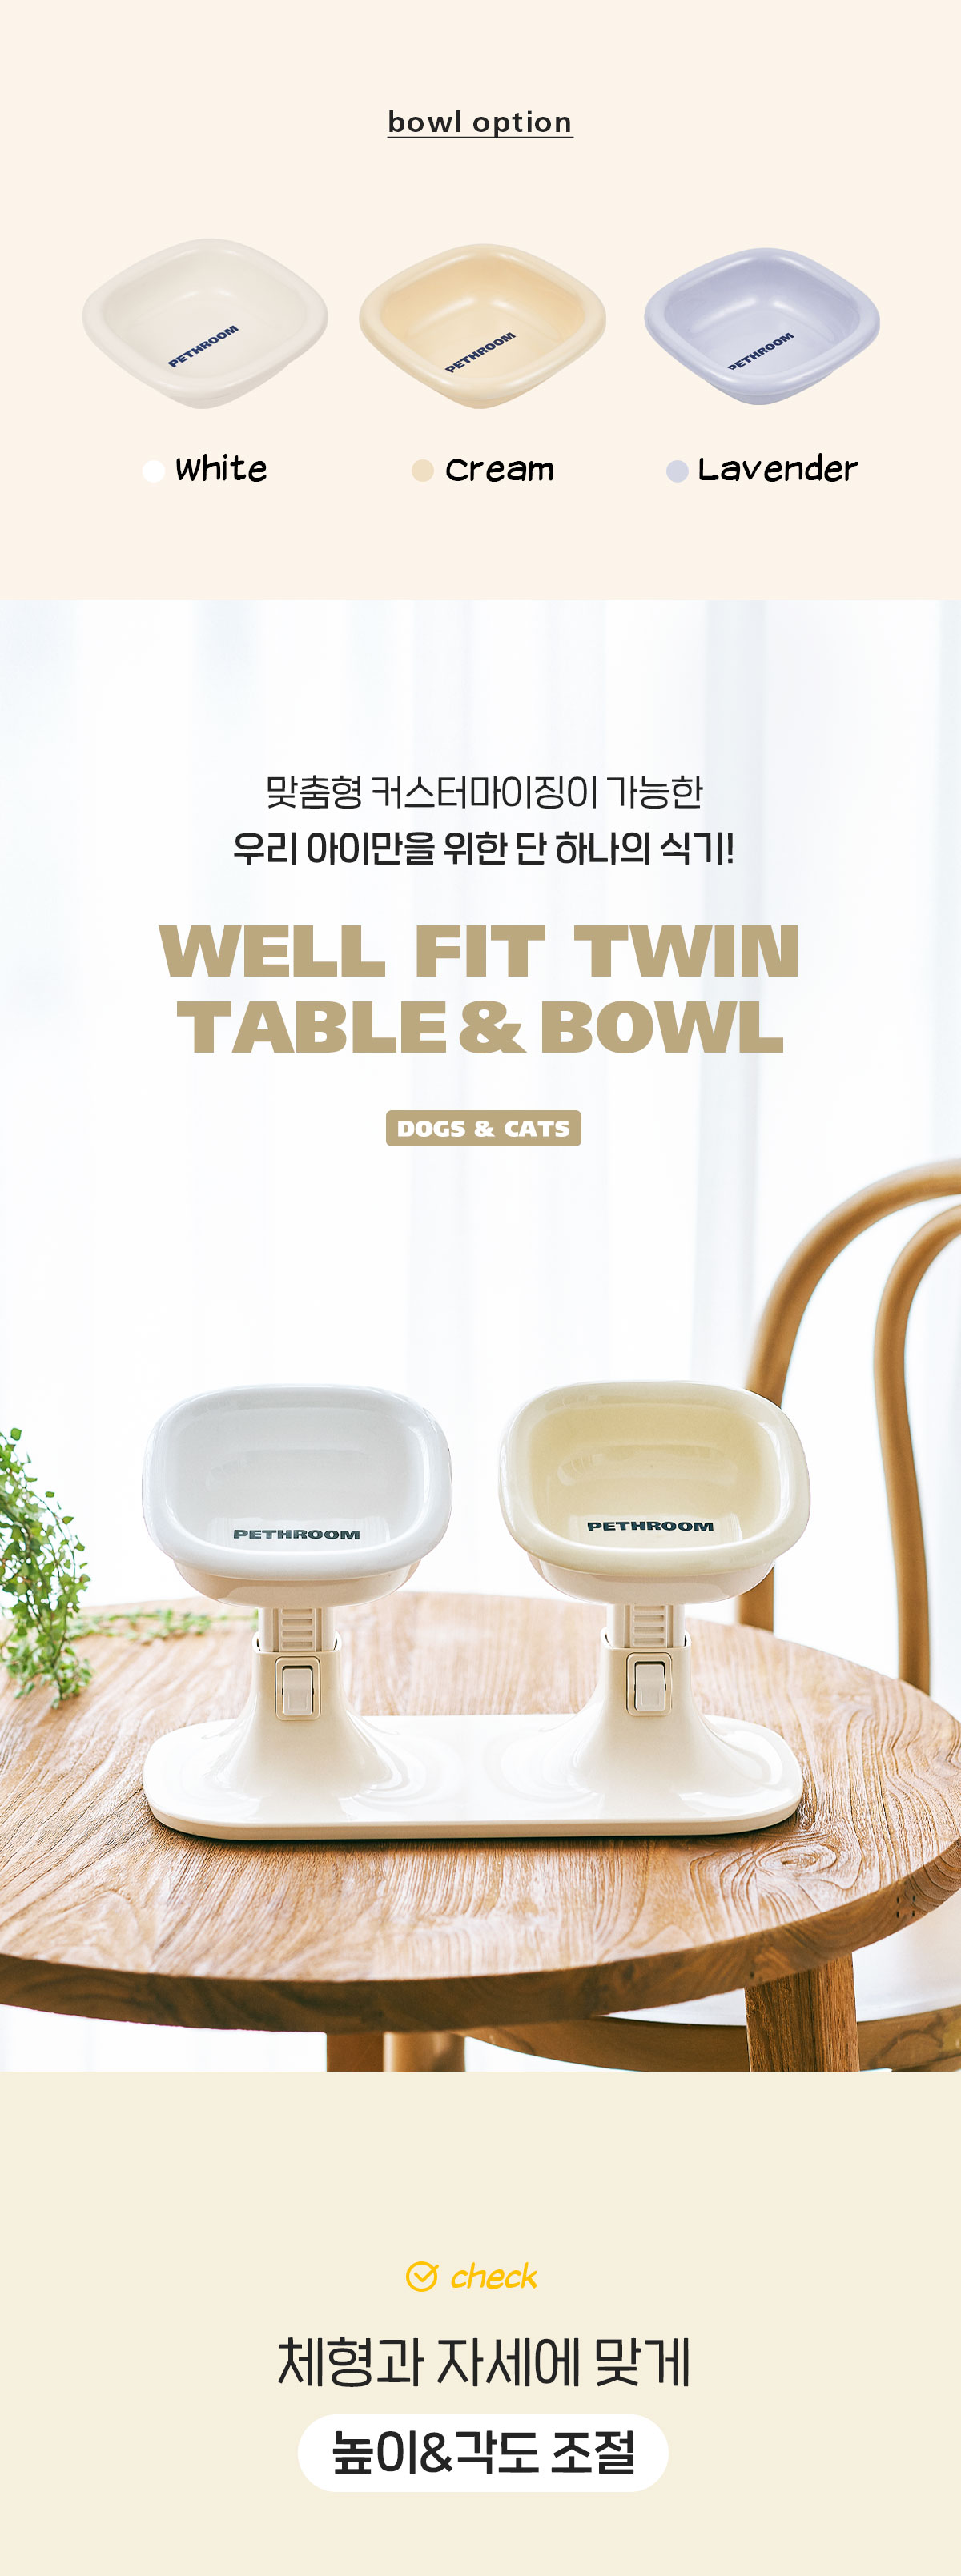 bowl option
PETHROOM
PETHROOM
PETHROOM
White
Cream
Lavender
맞춤형 커스터마이징이 가능한
우리 아이만을 위한 단 하나의 식기!
WELL FIT TWIN
TABLE & BOWL
DOGS & CATS
PETHROOM
PETHROOM
check
체형과 자세에 맞게
높이&각도 조절